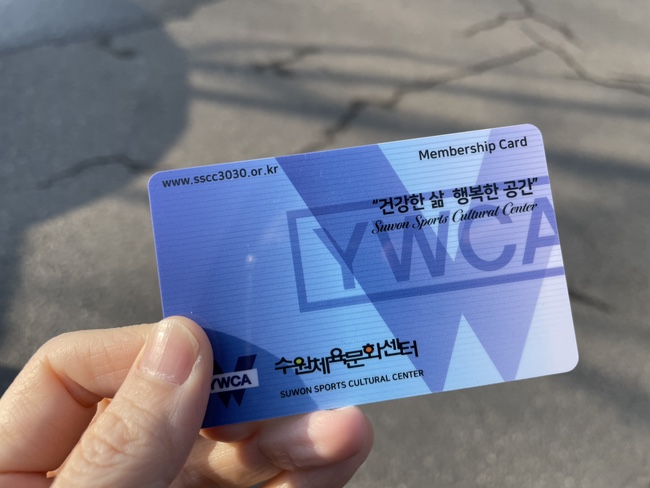 www.sscc3030.or.kr
Membership Card
"건강한 삶 행복한 공간"
Suwon Sports Cultural Center
YWCA
YWCA
수원체육문화센터
SUWON SPORTS CULTURAL CENTER